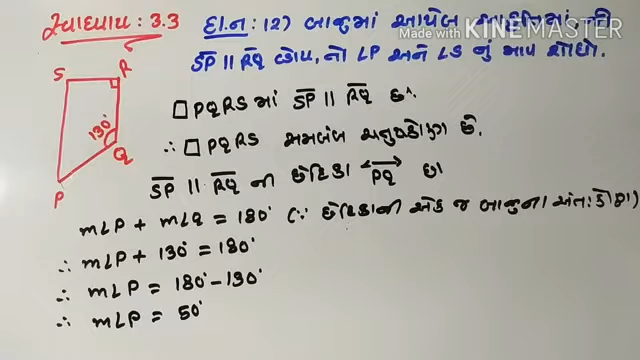 સ્વાધ્યાય : 3.3
દા.ન : 12) બાજુમાં આપેલ આકૃતિમાં
Made With KINEMASTER
SP || RQ હોય, તો ∠P અને ∠S નું માપ શોધો.
S R
130°
Q
P
□ PQRS માં SP || RQ છે.
∴ □ PQRS સમલંબ ચતુષ્કોણ છે.
SP || RQ ની છેદિકા PQ છે.
m∠P + m∠Q = 180° (∵ છેદિકાની એક જ બાજુના અંતઃકોણો)
∴ m∠P + 130° = 180°
∴ m∠P = 180° - 130°
∴ m∠P = 50°